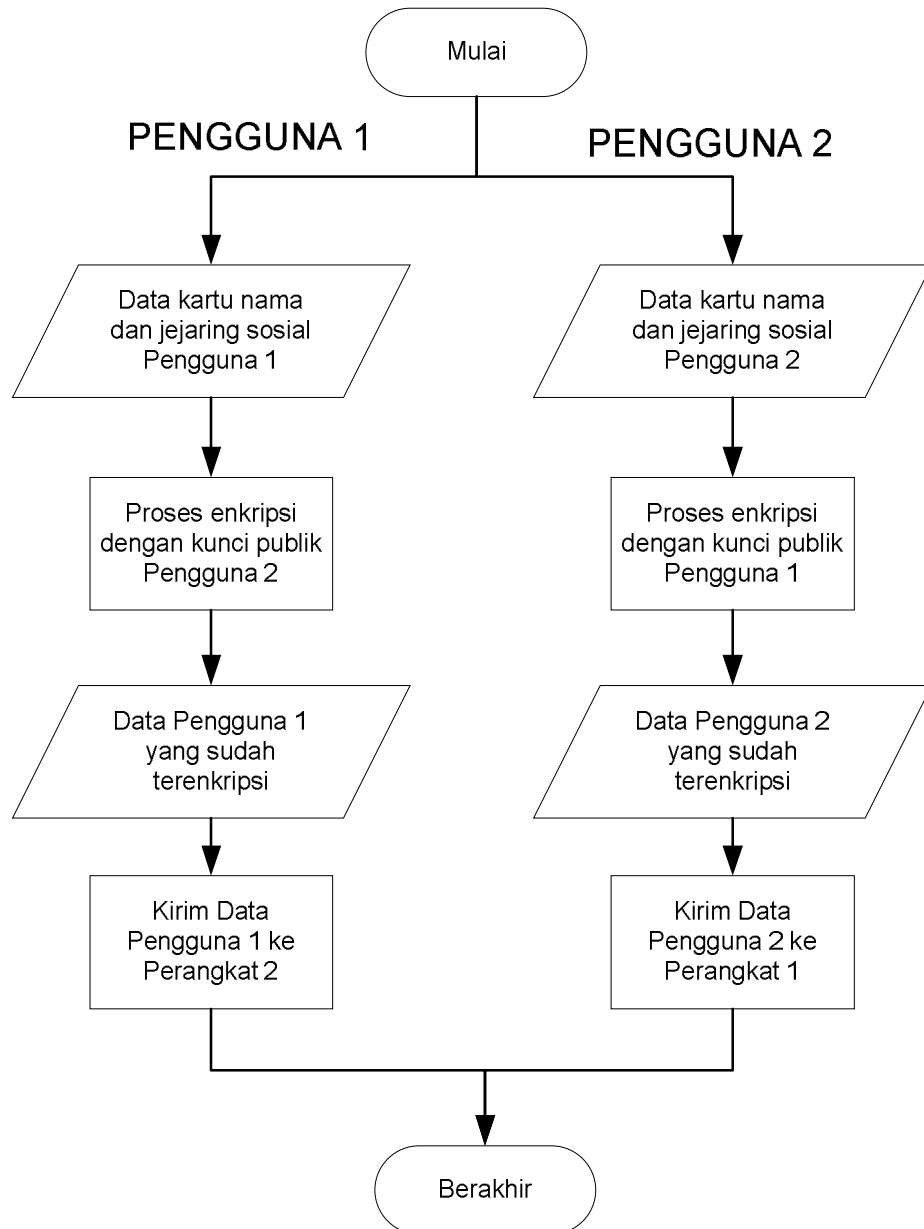 Mulai
PENGGUNA 1
PENGGUNA 2
Data kartu nama
dan jejaring sosial
Pengguna 1
Data kartu nama
dan jejaring sosial
Pengguna 2
Proses enkripsi
dengan kunci publik
Pengguna 2
Proses enkripsi
dengan kunci publik
Pengguna 1
Data Pengguna 1
yang sudah
terenkripsi
Data Pengguna 2
yang sudah
terenkripsi
Kirim Data
Pengguna 1 ke
Perangkat 2
Kirim Data
Pengguna 2 ke
Perangkat 1
Berakhir